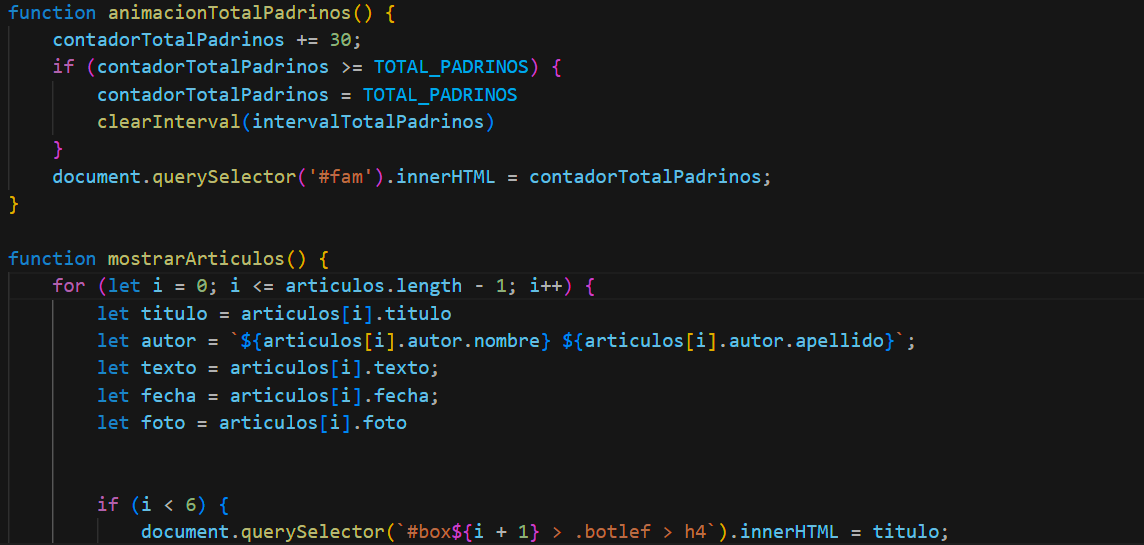 function animacionTotalPadrinos() {
    contadorTotalPadrinos += 30;
    if (contadorTotalPadrinos >= TOTAL_PADRINOS) {
        contadorTotalPadrinos = TOTAL_PADRINOS
        clearInterval(intervalTotalPadrinos)
    }
    document.querySelector('#fam').innerHTML = contadorTotalPadrinos;
}
function mostrarArticulos() {
    for (let i = 0; i <= articulos.length - 1; i++) {
        let titulo = articulos[i].titulo
        let autor = `${articulos[i].autor.nombre} ${articulos[i].autor.apellido}`;
        let texto = articulos[i].texto;
        let fecha = articulos[i].fecha;
        let foto = articulos[i].foto
        if (i < 6) {
            document.querySelector(`#box${i + 1} > .botlef > h4`).innerHTML = titulo;